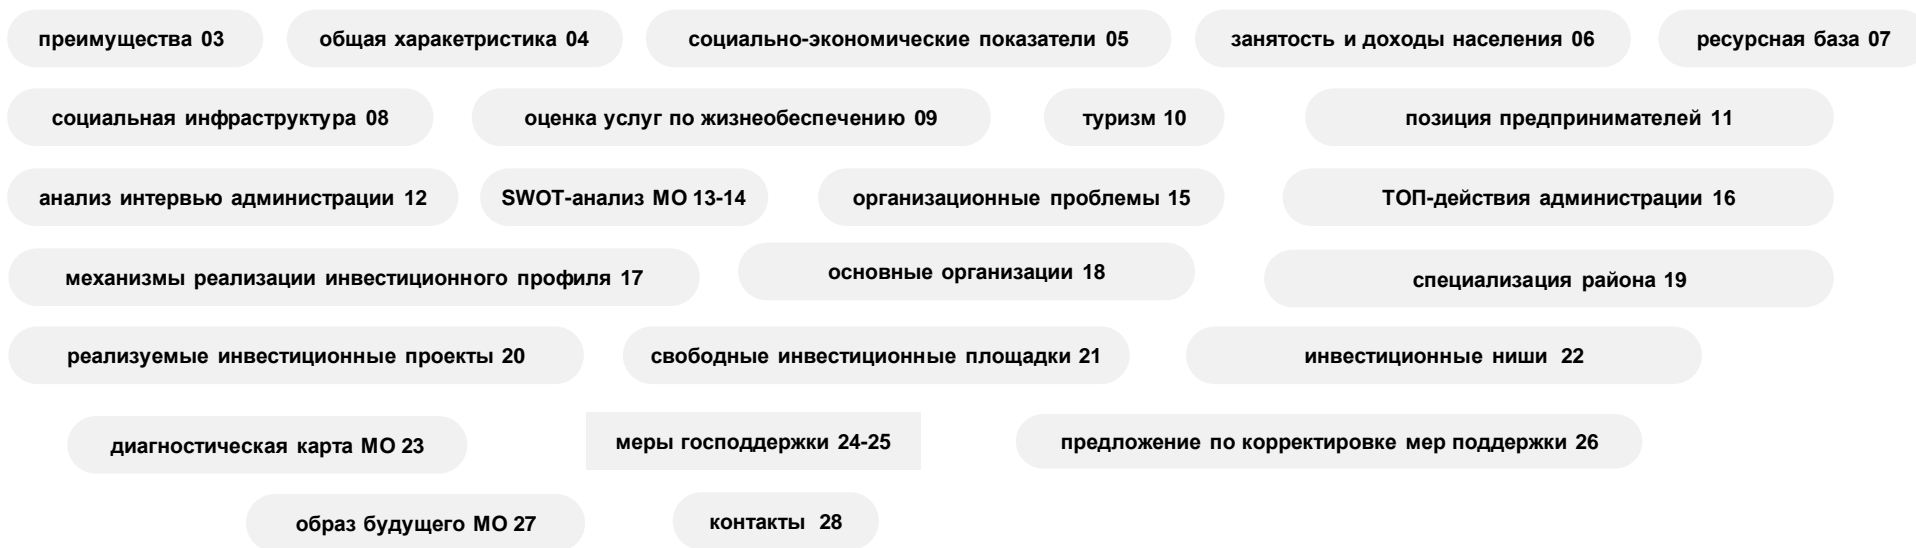 преимущества 03
общая характеристика 04
социально-экономические показатели 05
занятость и доходы населения 06
ресурсная база 07
социальная инфраструктура 08
оценка услуг по жизнеобеспечению 09
туризм 10
позиция предпринимателей 11
анализ интервью администрации 12
SWOT-анализ МО 13-14
организационные проблемы 15
ТОП-действия администрации 16
механизмы реализации инвестиционного профиля 17
основные организации 18
специализация района 19
реализуемые инвестиционные проекты 20
свободные инвестиционные площадки 21
инвестиционные ниши 22
диагностическая карта МО 23
меры господдержки 24-25
предложение по корректировке мер поддержки 26
образ будущего МО 27
контакты 28